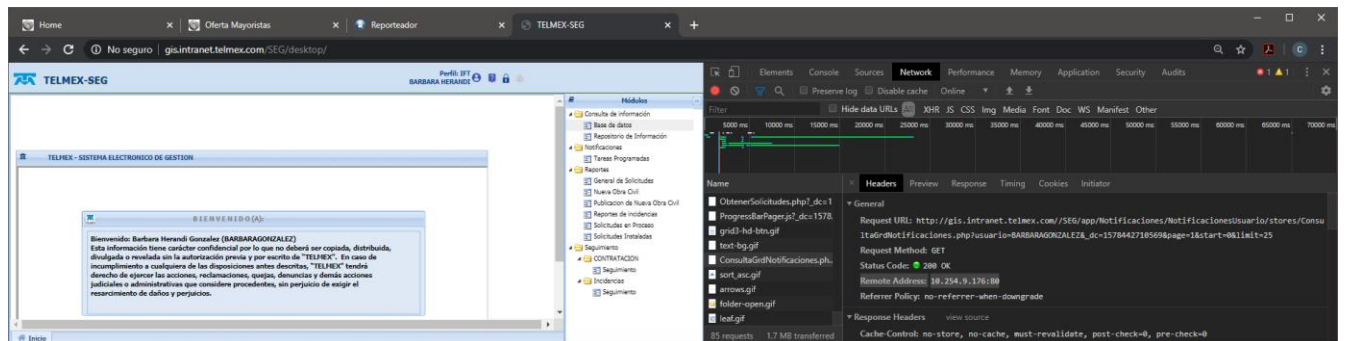 Home
Oferta Mayoristas
Reporteador
TELMEX-SEG
No seguro | gis.intranet.telmex.com/SEG/desktop/
TELMEX-SEG
Perfil: IFT
BARBARA HERANDI
TELMEX - SISTEMA ELECTRONICO DE GESTION
BIENVENIDO(A):
Bienvenido: Barbara Herandi Gonzalez (BARBARAGONZALEZ)
Esta información tiene carácter confidencial por lo que no deberá ser copiada, distribuida,
divulgada o revelada sin la autorización previa y por escrito de "TELMEX". En caso de
incumplimiento a cualquiera de las disposiciones antes descritas, "TELMEX" tendrá
derecho de ejercer las acciones, reclamaciones, quejas, denuncias y demás acciones
judiciales o administrativas que considere procedentes, sin perjuicio de exigir el
resarcimiento de daños y perjuicios.
Inicio
Módulos
Consulta de información
Base de datos
Repositorio de Información
Notificaciones
Tareas Programadas
Reportes
General de Solicitudes
Nueva Obra Civil
Publicacion de Nueva Obra Civil
Reportes de incidencias
Solicitudes en Proceso
Solicitudes Instaladas
Seguimiento
CONTRATACION
Seguimiento
Incidencias
Seguimiento
Elements Console Sources Network Performance Memory Application Security Audits 1 1
Preserve log Disable cache Online
Filter Hide data URLs All XHR JS CSS Img Media Font Doc WS Manifest Other
5000 ms 10000 ms 15000 ms 20000 ms 25000 ms 30000 ms 35000 ms 40000 ms 45000 ms 50000 ms 55000 ms 60000 ms 65000 ms 70000 ms
Name
ObtenerSolicitudes.php?_dc=1
ProgressBarPager.js?_dc=1578.
grid3-hd-btn.gif
text-bg.gif
ConsultaGrdNotificaciones.ph..
sort_asc.gif
arrows.gif
folder-open.gif
leaf.gif
85 requests 1.7 MB transferred
Headers Preview Response Timing Cookies Initiator
General
Request URL: http://gis.intranet.telmex.com//SEG/app/Notificaciones/NotificacionesUsuario/stores/Consu
ltaGrdNotificaciones.php?usuario=BARBARAGONZALEZ&_dc=1578442710569&page=1&start=0&limit=25
Request Method: GET
Status Code: 200 OK
Remote Address: 10.254.9.176:80
Referrer Policy: no-referrer-when-downgrade
Response Headers view source
Cache-Control: no-store, no-cache, must-revalidate, post-check=0, pre-check=0